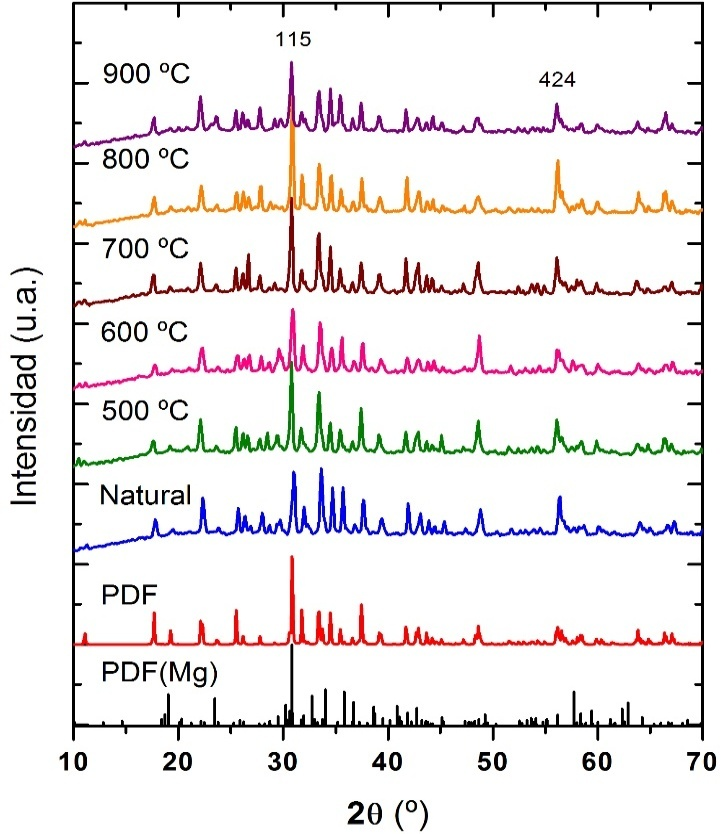 115
424
900 ºC
800 ºC
700 ºC
600 ºC
500 ºC
Natural
PDF
PDF(Mg)
Intensidad (u.a.)
10 20 30 40 50 60 70
2θ (º)